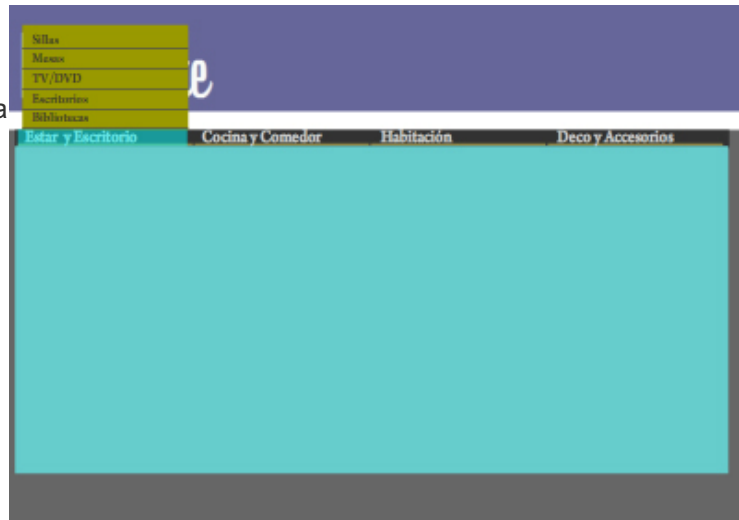 Sillas
Mesas
TV/DVD
Escritorios
Bibliotecas
a
Estar y Escritorio Cocina y Comedor Habitación Deco y Accesorios